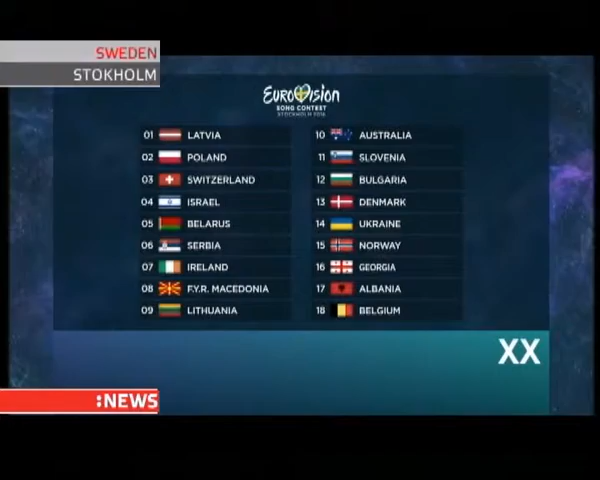 SWEDEN
STOKHOLM
EUROVISION
SONG CONTEST
STOCKHOLM 2016
01 LATVIA
02 POLAND
03 SWITZERLAND
04 ISRAEL
05 BELARUS
06 SERBIA
07 IRELAND
08 F.Y.R. MACEDONIA
09 LITHUANIA
10 AUSTRALIA
11 SLOVENIA
12 BULGARIA
13 DENMARK
14 UKRAINE
15 NORWAY
16 GEORGIA
17 ALBANIA
18 BELGIUM
XX
:NEWS